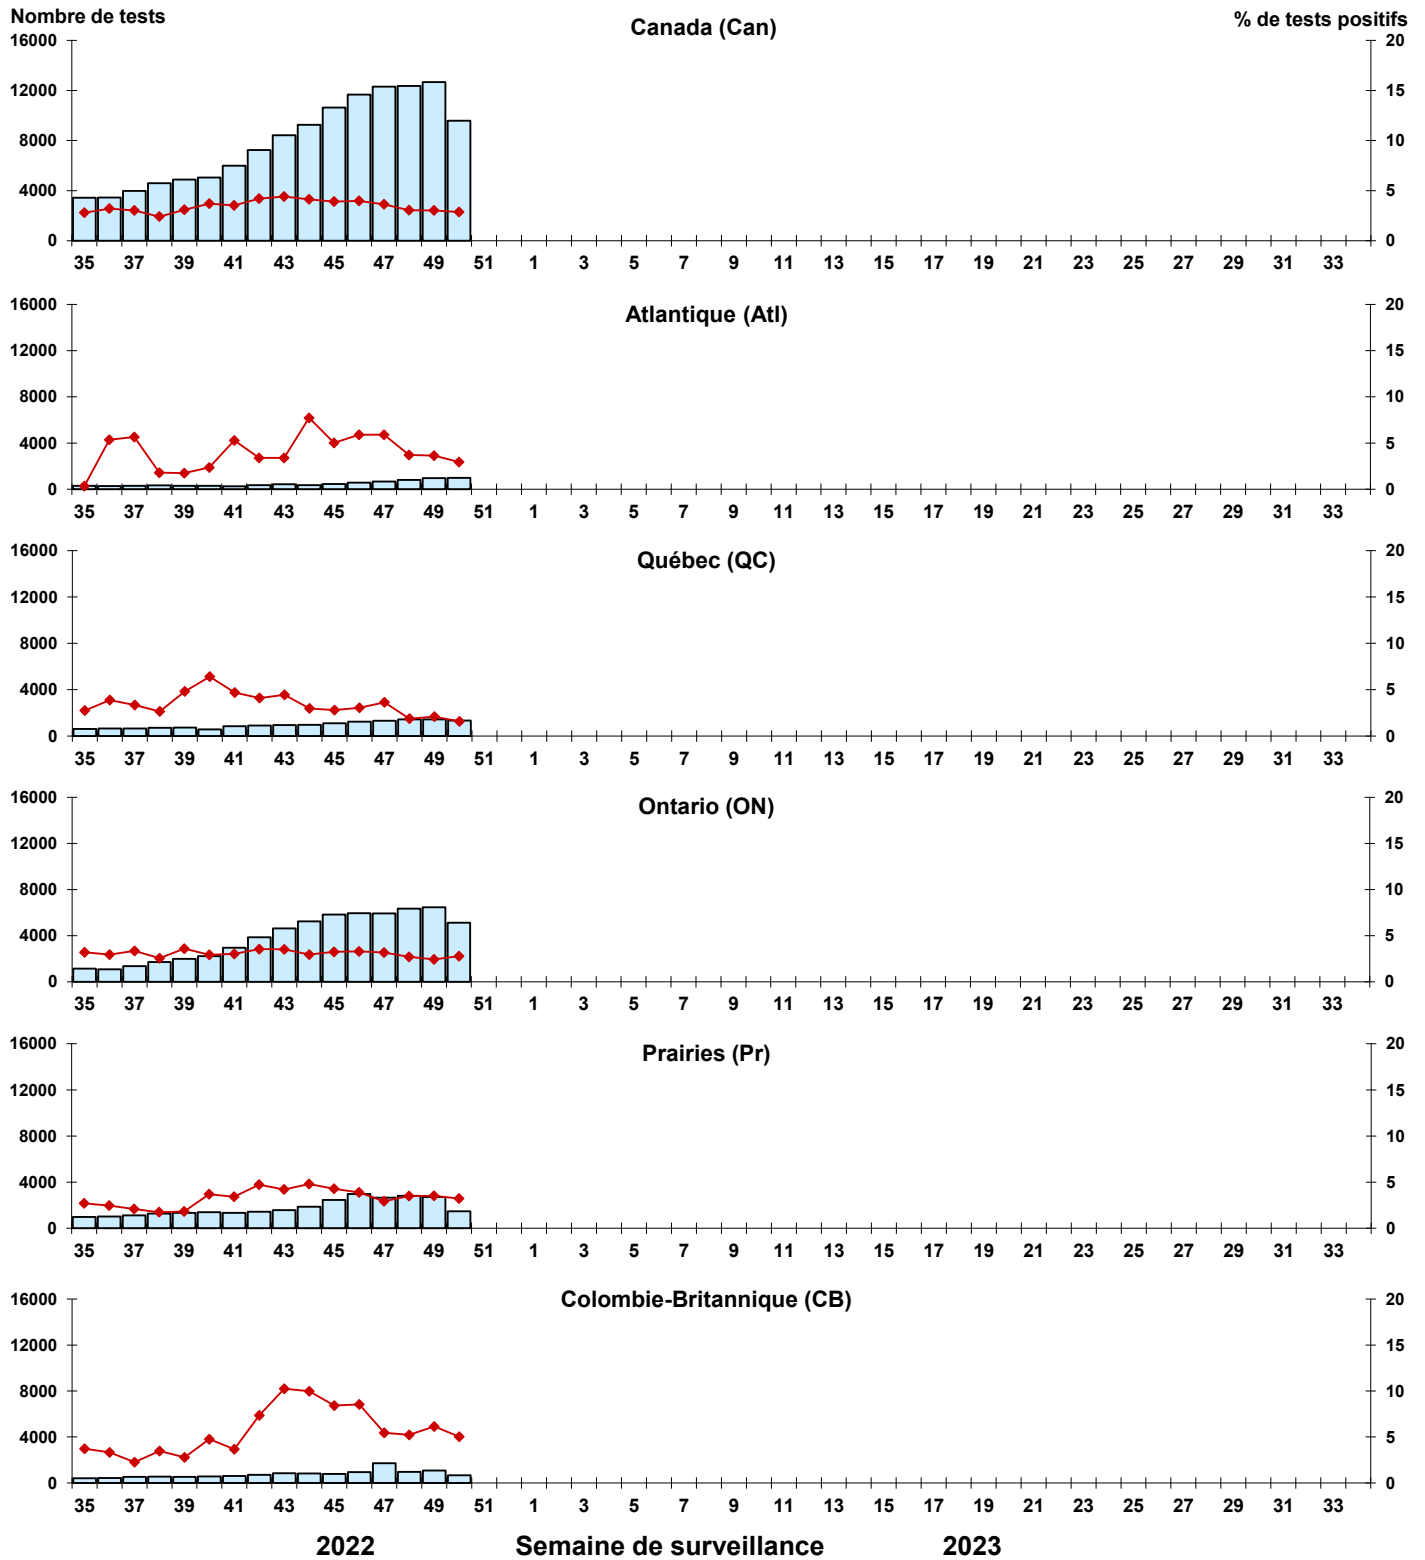 Nombre de tests
% de tests positifs
Canada (Can)
16000 20
12000 15
8000 10
4000 5
0 0
35 37 39 41 43 45 47 49 51 1 3 5 7 9 11 13 15 17 19 21 23 25 27 29 31 33
Atlantique (Atl)
16000 20
12000 15
8000 10
4000 5
0 0
35 37 39 41 43 45 47 49 51 1 3 5 7 9 11 13 15 17 19 21 23 25 27 29 31 33
Québec (QC)
16000 20
12000 15
8000 10
4000 5
0 0
35 37 39 41 43 45 47 49 51 1 3 5 7 9 11 13 15 17 19 21 23 25 27 29 31 33
Ontario (ON)
16000 20
12000 15
8000 10
4000 5
0 0
35 37 39 41 43 45 47 49 51 1 3 5 7 9 11 13 15 17 19 21 23 25 27 29 31 33
Prairies (Pr)
16000 20
12000 15
8000 10
4000 5
0 0
35 37 39 41 43 45 47 49 51 1 3 5 7 9 11 13 15 17 19 21 23 25 27 29 31 33
Colombie-Britannique (CB)
16000 20
12000 15
8000 10
4000 5
0 0
35 37 39 41 43 45 47 49 51 1 3 5 7 9 11 13 15 17 19 21 23 25 27 29 31 33
2022 Semaine de surveillance 2023